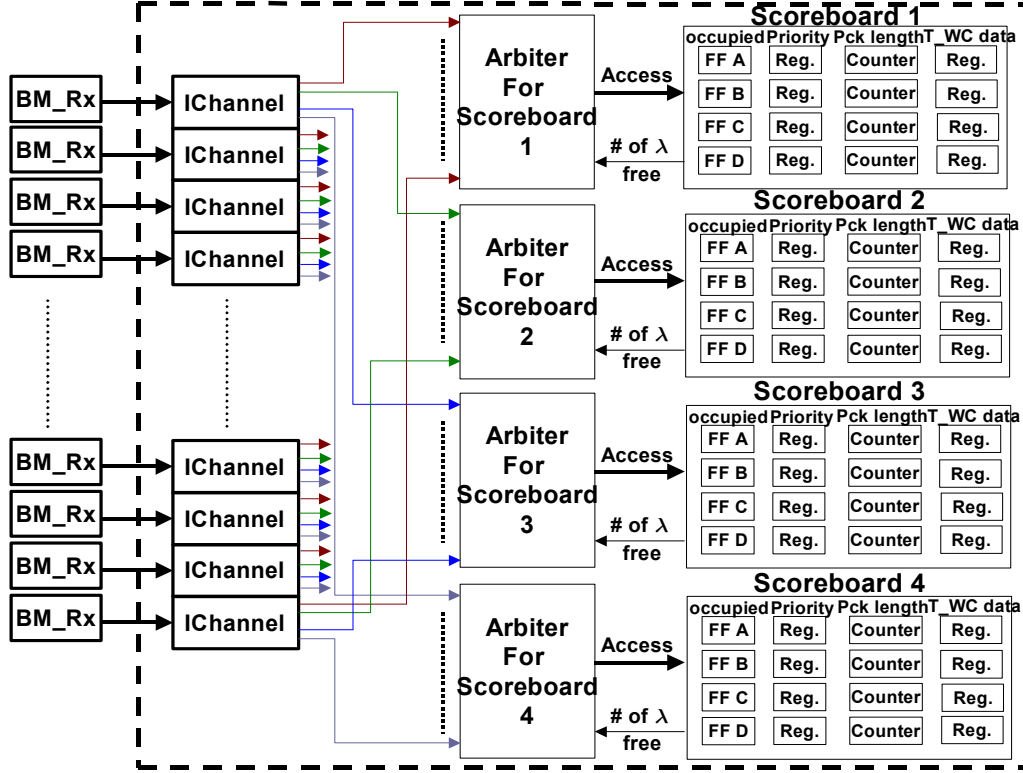 BM_Rx
BM_Rx
BM_Rx
BM_Rx
BM_Rx
BM_Rx
BM_Rx
BM_Rx
IChannel
IChannel
IChannel
IChannel
IChannel
IChannel
IChannel
IChannel
Arbiter
For
Scoreboard
1
Access
# of λ
free
Scoreboard 1
occupied Priority Pck length T_WC data
FF A Reg. Counter Reg.
FF B Reg. Counter Reg.
FF C Reg. Counter Reg.
FF D Reg. Counter Reg.
Arbiter
For
Scoreboard
2
Access
# of λ
free
Scoreboard 2
occupied Priority Pck length T_WC data
FF A Reg. Counter Reg.
FF B Reg. Counter Reg.
FF C Reg. Counter Reg.
FF D Reg. Counter Reg.
Arbiter
For
Scoreboard
3
Access
# of λ
free
Scoreboard 3
occupied Priority Pck length T_WC data
FF A Reg. Counter Reg.
FF B Reg. Counter Reg.
FF C Reg. Counter Reg.
FF D Reg. Counter Reg.
Arbiter
For
Scoreboard
4
Access
# of λ
free
Scoreboard 4
occupied Priority Pck length T_WC data
FF A Reg. Counter Reg.
FF B Reg. Counter Reg.
FF C Reg. Counter Reg.
FF D Reg. Counter Reg.